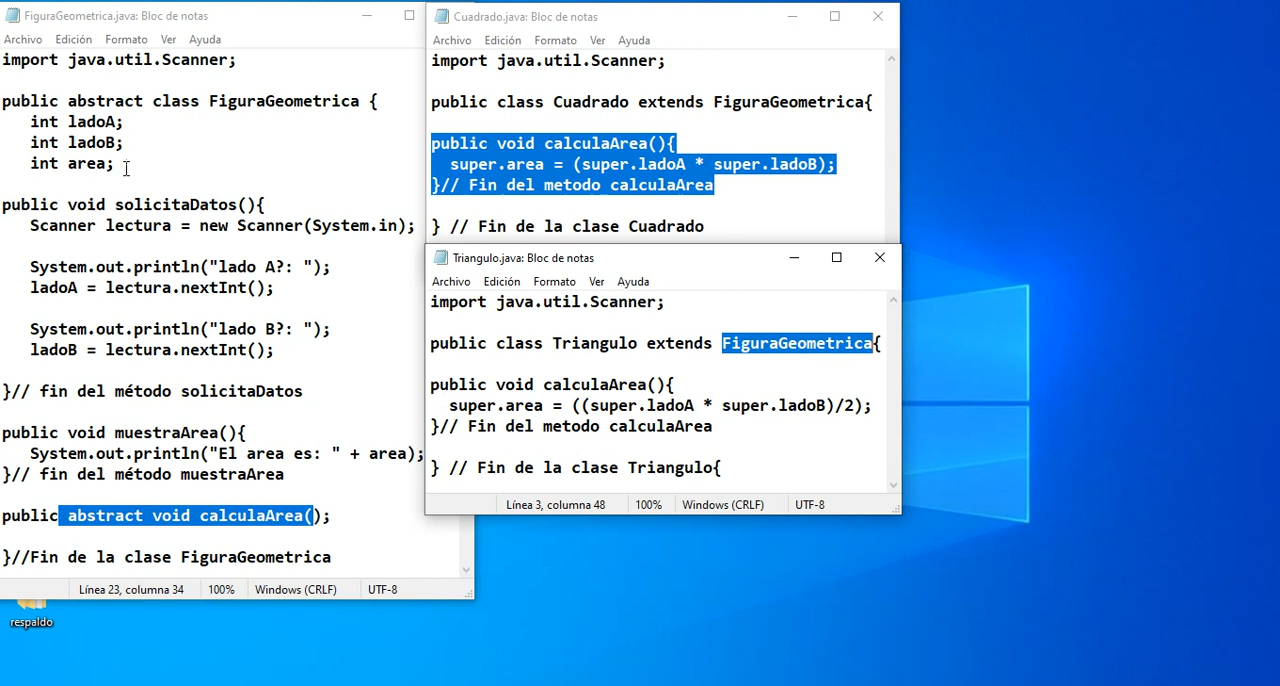 FiguraGeometrica.java: Bloc de notas
Archivo Edición Formato Ver Ayuda
import java.util.Scanner;
public abstract class FiguraGeometrica {
int ladoA;
int ladoB;
int area;
public void solicitaDatos(){
Scanner lectura = new Scanner(System.in);
System.out.println("lado A?: ");
ladoA = lectura.nextInt();
System.out.println("lado B?: ");
ladoB = lectura.nextInt();
}// fin del método solicitaDatos
public void muestraArea(){
System.out.println("El area es: " + area);
}// fin del método muestraArea
public abstract void calculaArea();
}//Fin de la clase FiguraGeometrica
Línea 23, columna 34 100% Windows (CRLF) UTF-8
Cuadrado.java: Bloc de notas
Archivo Edición Formato Ver Ayuda
import java.util.Scanner;
public class Cuadrado extends FiguraGeometrica{
public void calculaArea(){
super.area = (super.ladoA * super.ladoB);
}// Fin del metodo calculaArea
} // Fin de la clase Cuadrado
Triangulo.java: Bloc de notas
Archivo Edición Formato Ver Ayuda
import java.util.Scanner;
public class Triangulo extends FiguraGeometrica{
public void calculaArea(){
super.area = ((super.ladoA * super.ladoB)/2);
}// Fin del metodo calculaArea
} // Fin de la clase Triangulo{
Línea 3, columna 48 100% Windows (CRLF) UTF-8
respaldo